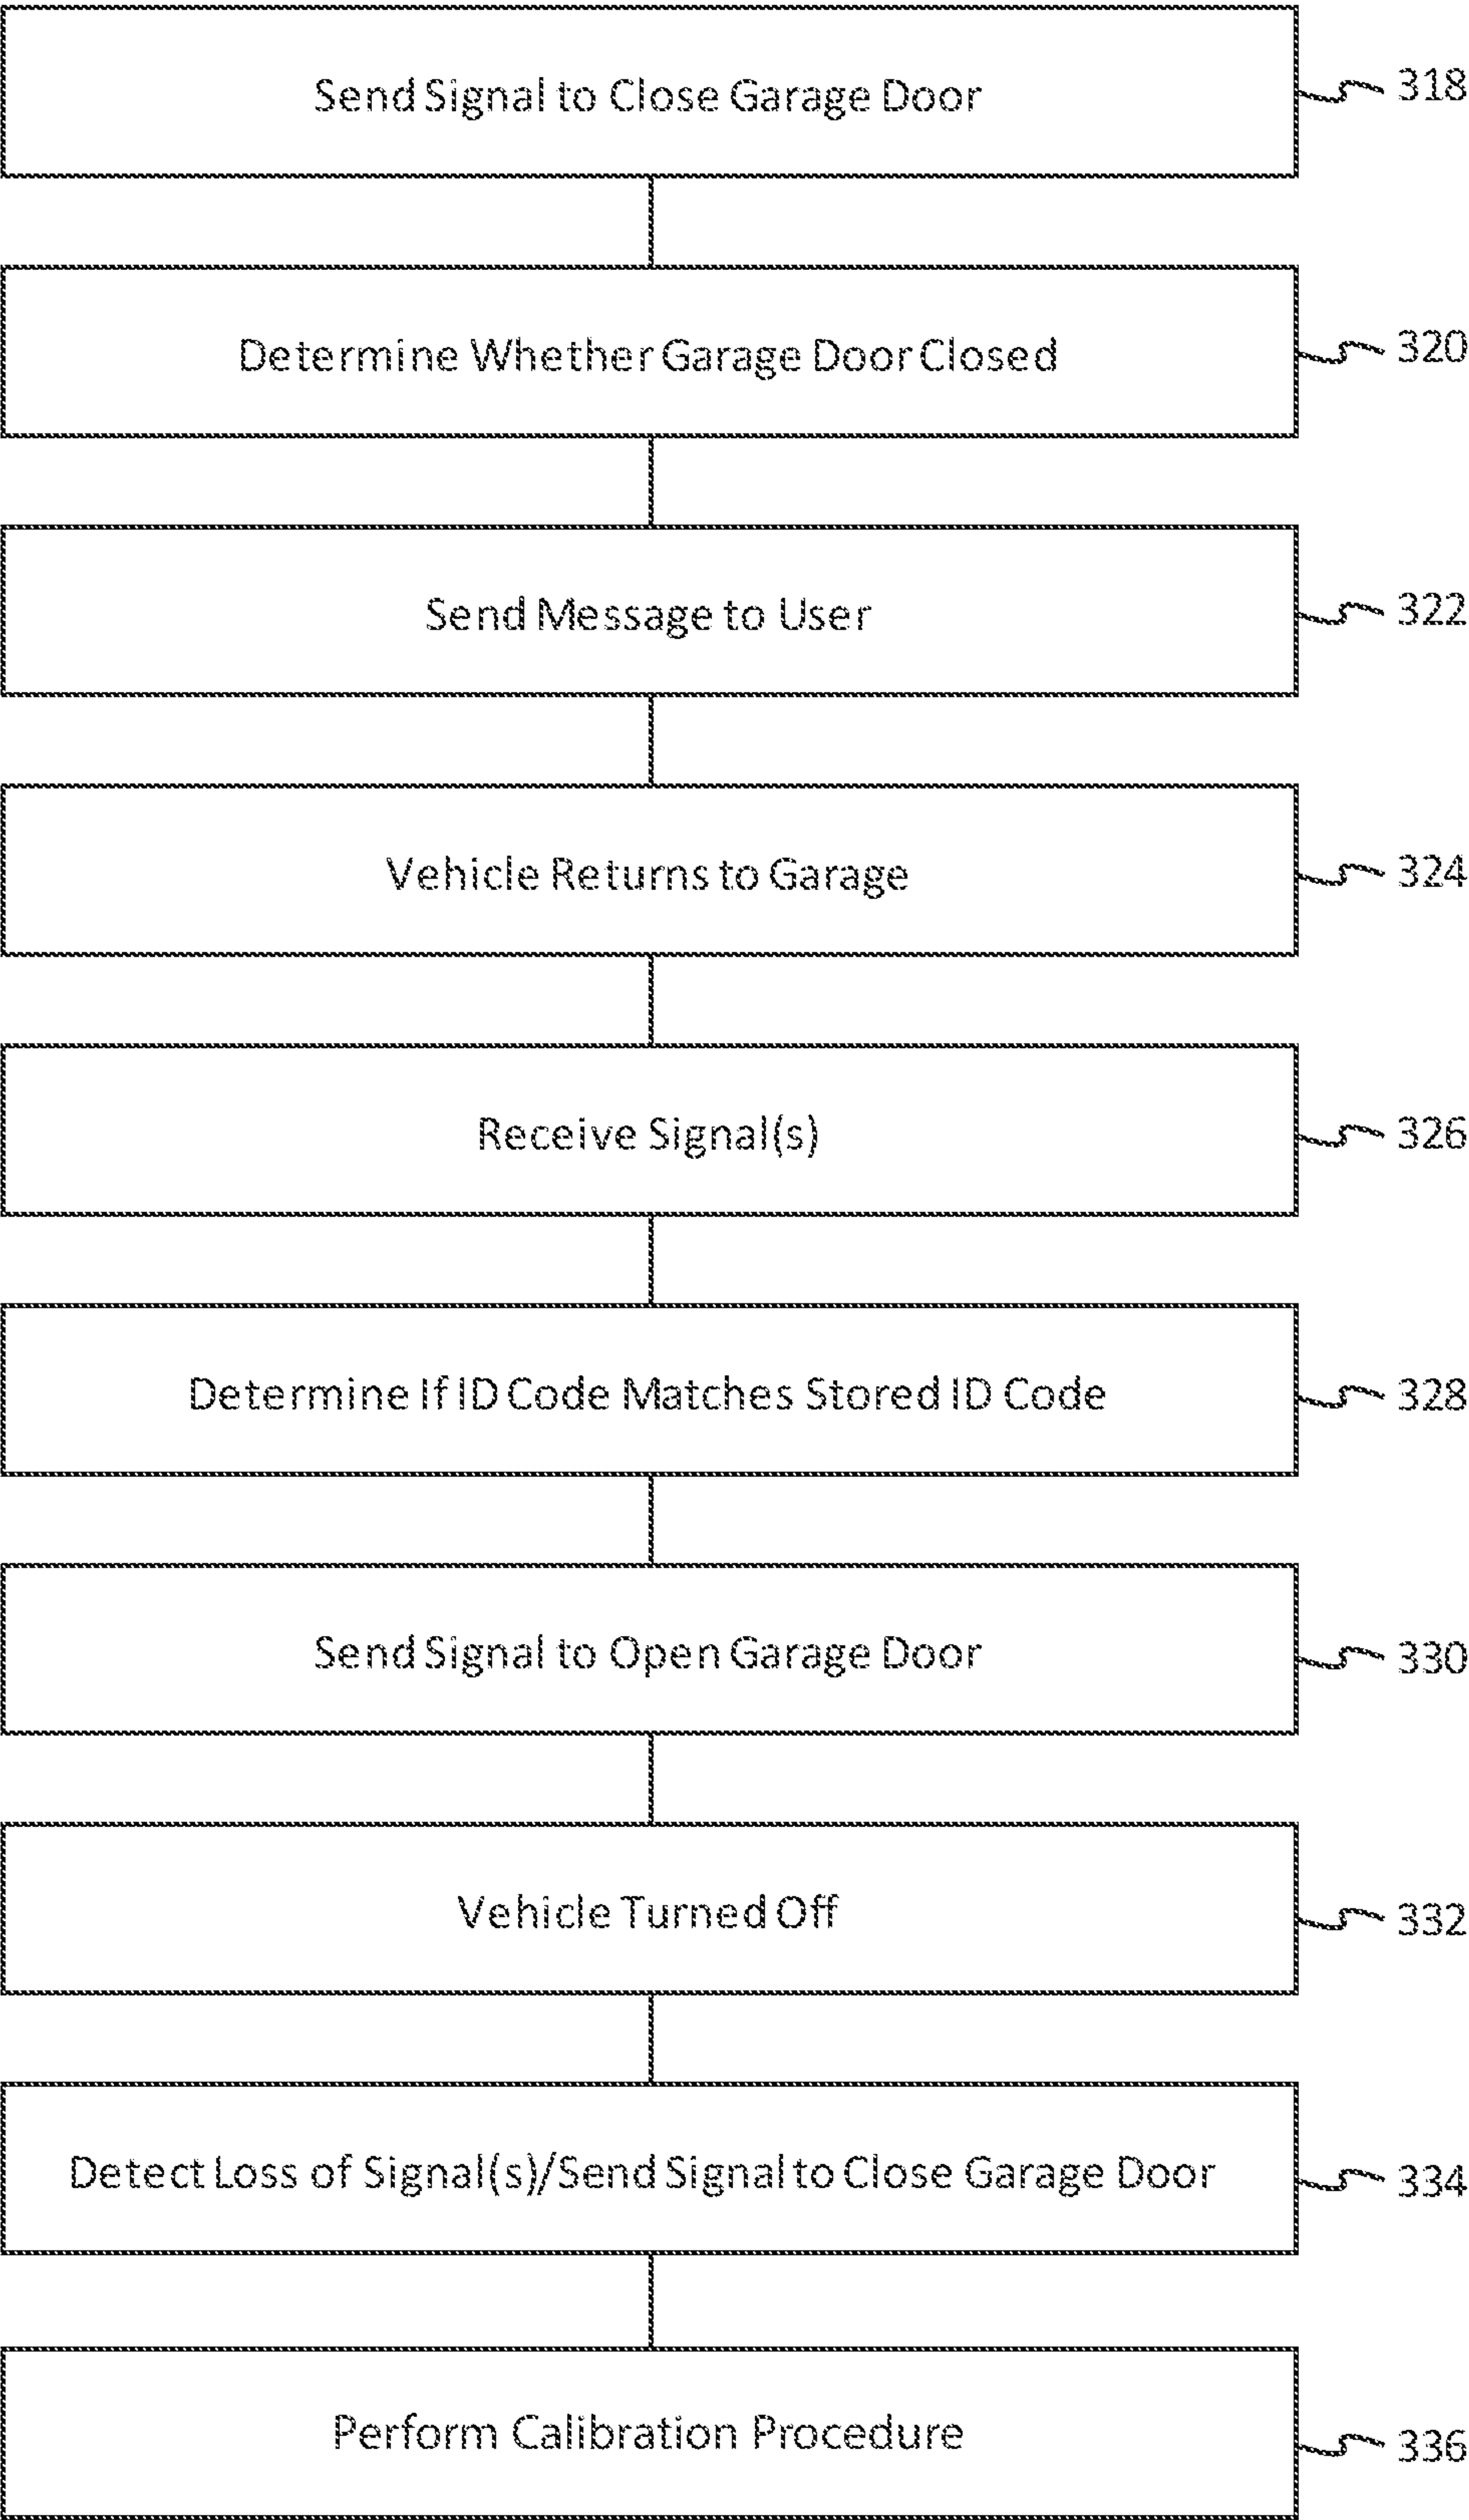 Send Signal to Close Garage Door 318
Determine Whether Garage Door Closed 320
Send Message to User 322
Vehicle Returns to Garage 324
Receive Signal(s) 326
Determine If ID Code Matches Stored ID Code 328
Send Signal to Open Garage Door 330
Vehicle Turned Off 332
Detect Loss of Signal(s)/Send Signal to Close Garage Door 334
Perform Calibration Procedure 336